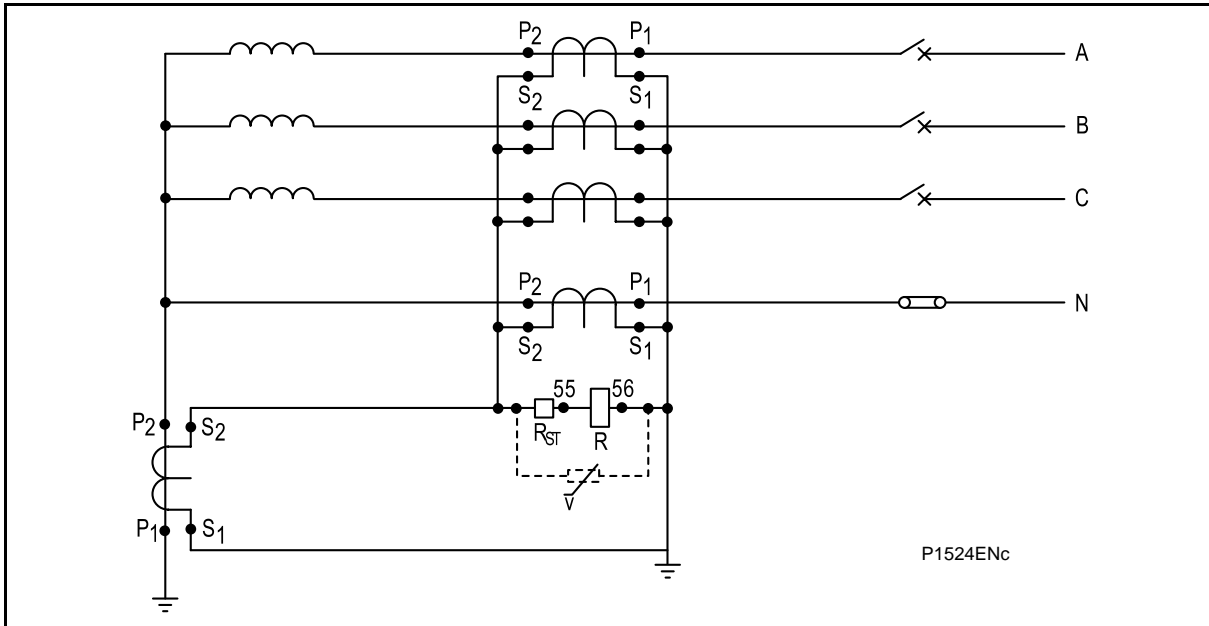 P2 P1 A
S2 S1
B
C
P2 P1 N
S2 S1
55 56
P2 S2 RST R
V
P1 S1
P1524ENc